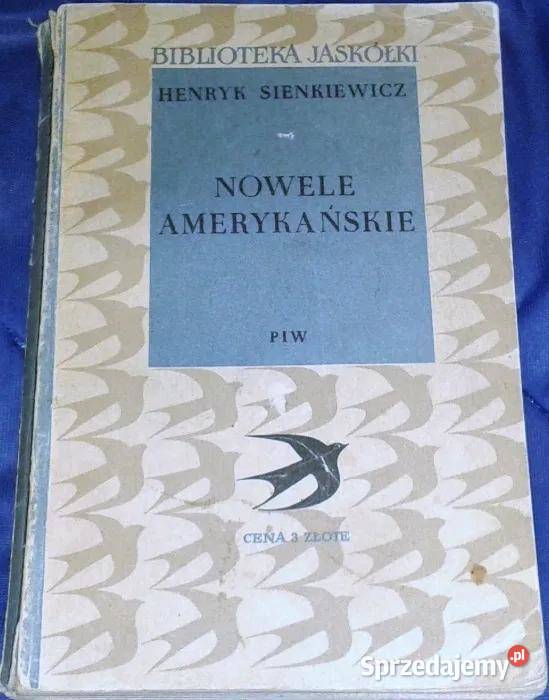 BIBLIOTEKA JASKÓŁKI
HENRYK SIENKIEWICZ
NOWELE
AMERYKAŃSKIE
PIW
CENA 3 ZŁOTE
Sprzedajemy.pl